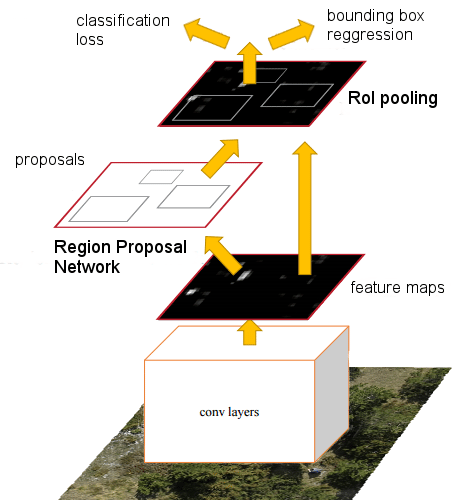 classification
loss
bounding box
reggression
RoI pooling
proposals
Region Proposal
Network
feature maps
conv layers